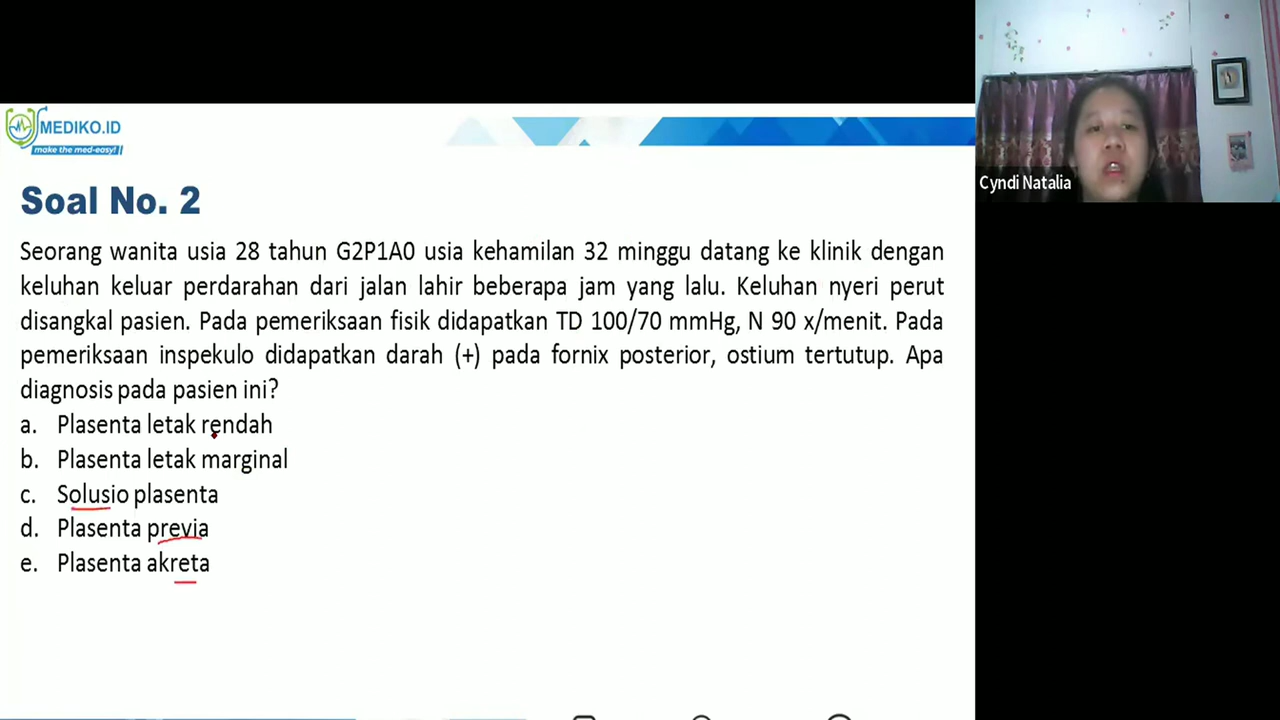 MEDIKO.ID
make the med-easy!
Soal No. 2
Seorang wanita usia 28 tahun G2P1A0 usia kehamilan 32 minggu datang ke klinik dengan
keluhan keluar perdarahan dari jalan lahir beberapa jam yang lalu. Keluhan nyeri perut
disangkal pasien. Pada pemeriksaan fisik didapatkan TD 100/70 mmHg, N 90 x/menit. Pada
pemeriksaan inspekulo didapatkan darah (+) pada fornix posterior, ostium tertutup. Apa
diagnosis pada pasien ini?
a. Plasenta letak rendah
b. Plasenta letak marginal
c. Solusio plasenta
d. Plasenta previa
e. Plasenta akreta
Cyndi Natalia